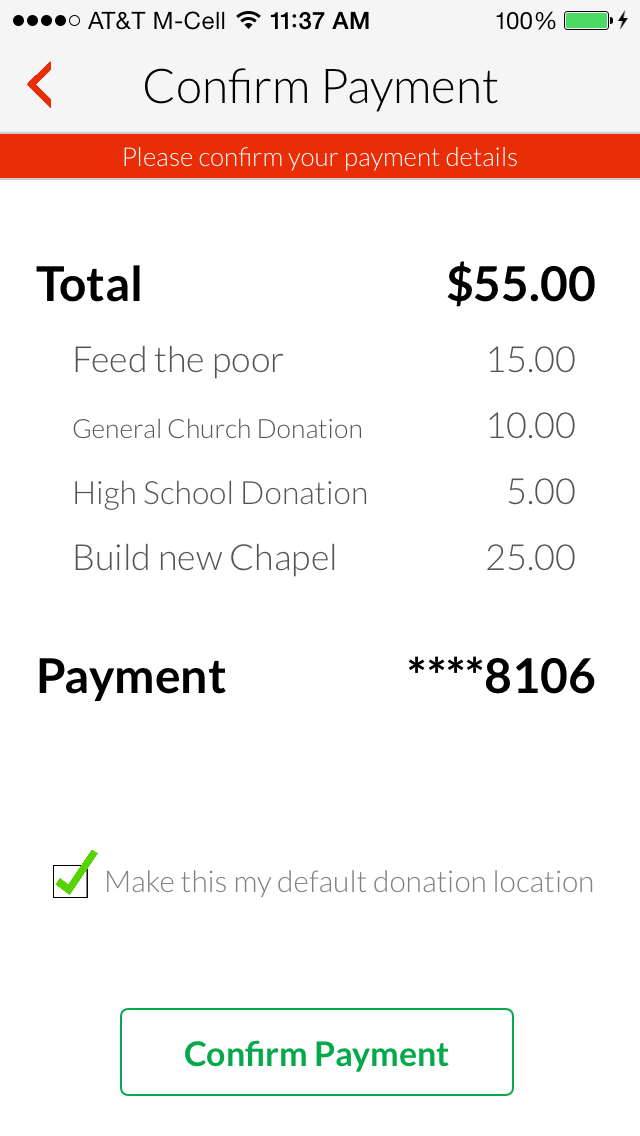 AT&T M-Cell 11:37 AM 100%
Confirm Payment
Please confirm your payment details
Total $55.00
Feed the poor 15.00
General Church Donation 10.00
High School Donation 5.00
Build new Chapel 25.00
Payment ****8106
Make this my default donation location
Confirm Payment